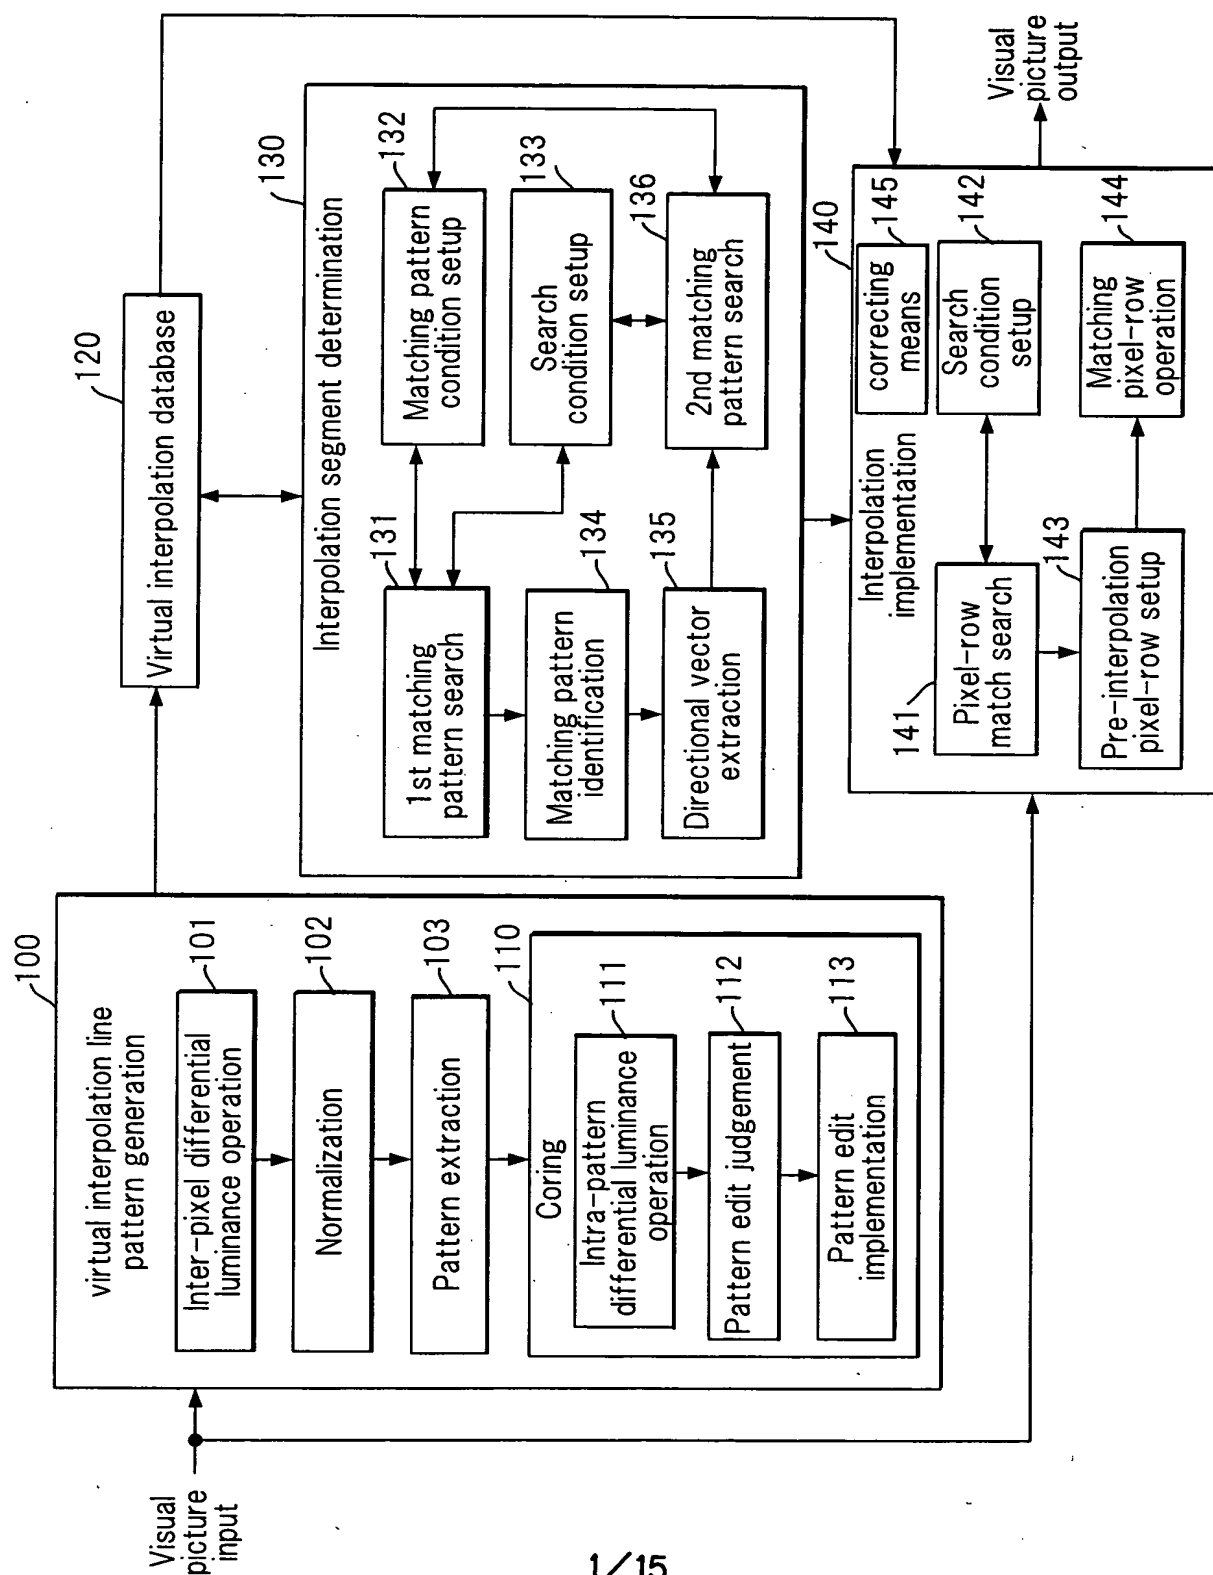 Visual
picture
input
100
virtual interpolation line
pattern generation
101
Inter-pixel differential
luminance operation
102
Normalization
103
Pattern extraction
110
Coring
111
Intra-pattern
differential luminance
operation
112
Pattern edit judgement
113
Pattern edit
implementation
120
Virtual interpolation database
130
Interpolation segment determination
131
1st matching
pattern search
132
Matching pattern
condition setup
133
Search
condition setup
134
Matching pattern
identification
135
Directional vector
extraction
136
2nd matching
pattern search
140
Interpolation
implementation
145
correcting
means
141
Pixel-row
match search
142
Search
condition
setup
143
Pre-interpolation
pixel-row setup
144
Matching
pixel-row
operation
Visual
picture
output
1/15